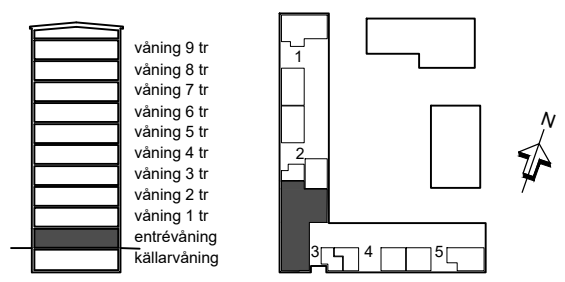 våning 9 tr
våning 8 tr
våning 7 tr
våning 6 tr
våning 5 tr
våning 4 tr
våning 3 tr
våning 2 tr
våning 1 tr
entrévåning
källarvåning
1
2
3 4 5
N